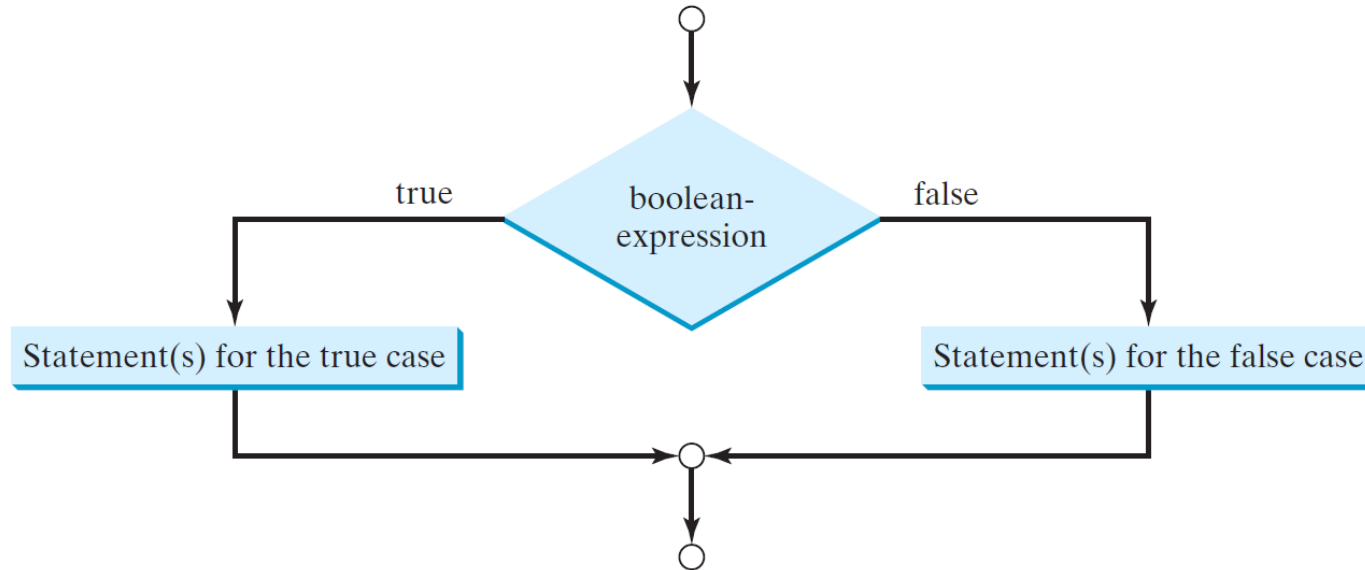 true
boolean-
expression
false
Statement(s) for the true case
Statement(s) for the false case